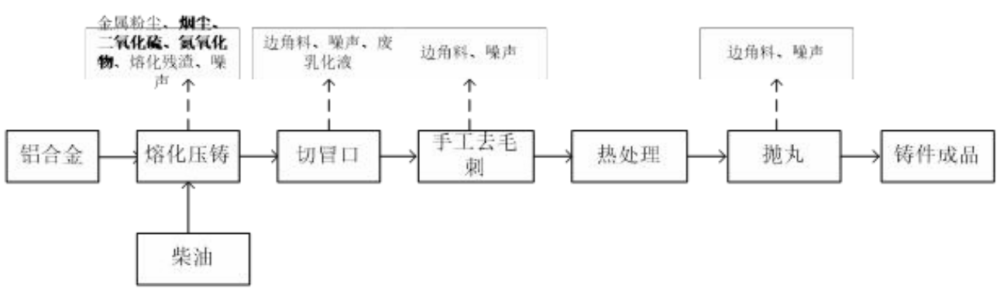 金属粉尘、烟尘、
二氧化硫、氮氧化
物、熔化残渣、噪
声
边角料、噪声、废
乳化液
边角料、噪声
边角料、噪声
铝合金
熔化压铸
切冒口
手工去毛
刺
热处理
抛丸
铸件成品
柴油